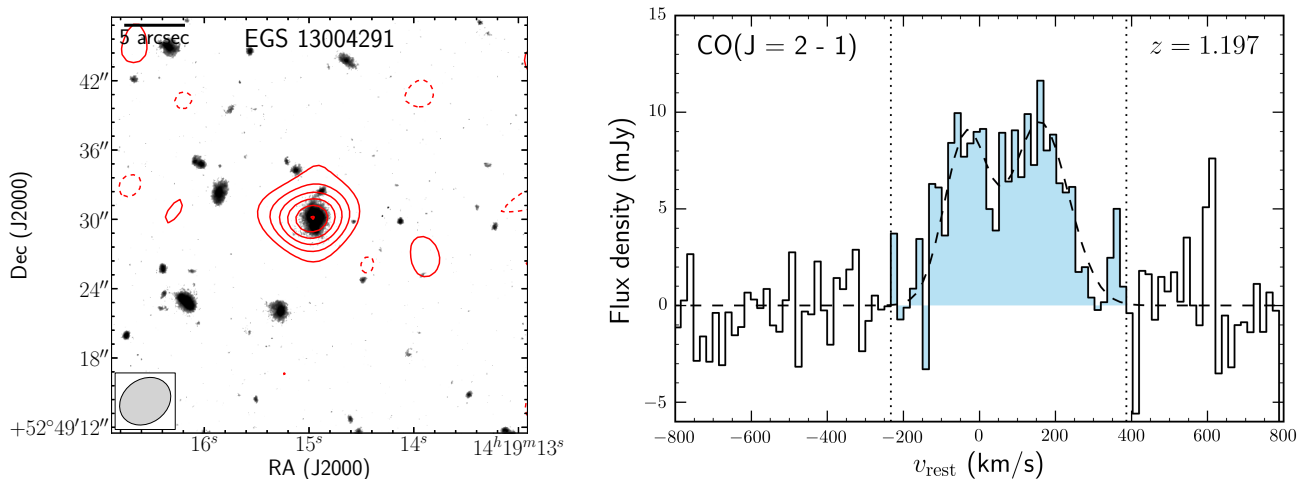 5 arcsec
EGS 13004291
42″
36″
30″
24″
18″
+52°49′12″
Dec (J2000)
16ˢ
15ˢ
14ˢ
14ʰ19ᵐ13ˢ
RA (J2000)
CO(J = 2 - 1)
z = 1.197
15
10
5
0
−5
Flux density (mJy)
−800
−600
−400
−200
0
200
400
600
800
v_rest (km/s)